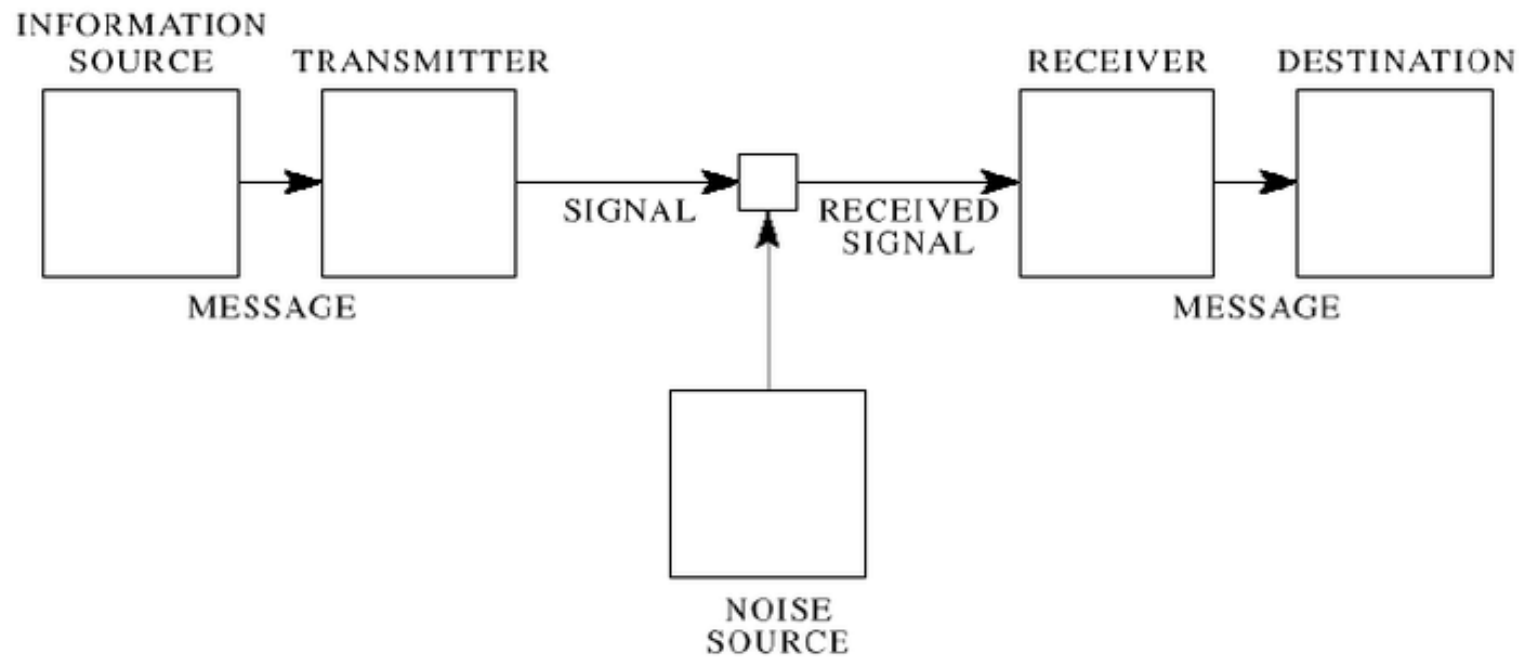 INFORMATION
SOURCE
TRANSMITTER
RECEIVER
DESTINATION
SIGNAL
RECEIVED
SIGNAL
MESSAGE
MESSAGE
NOISE
SOURCE